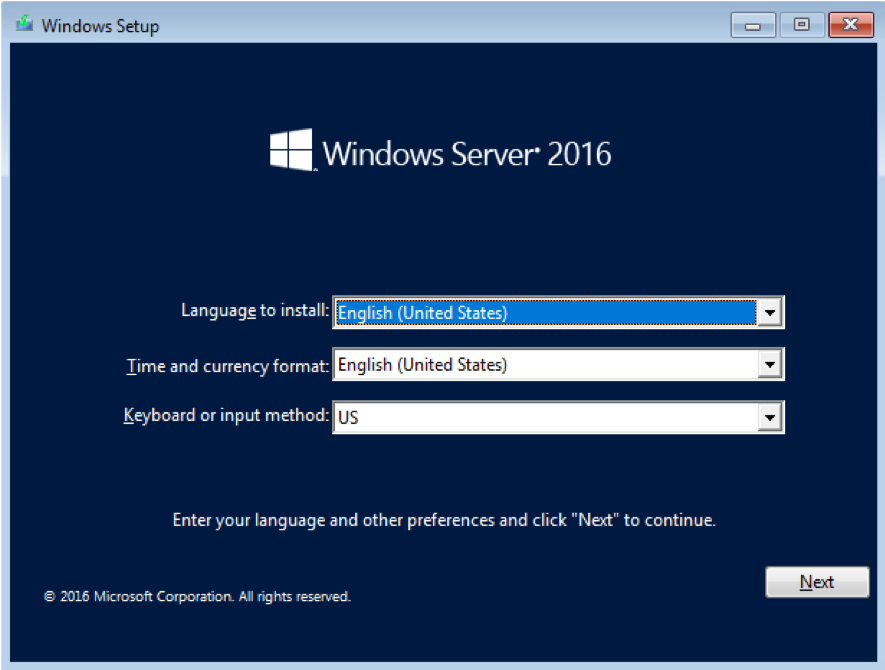 Windows Setup
Windows Server® 2016
Language to install: English (United States)
Time and currency format: English (United States)
Keyboard or input method: US
Enter your language and other preferences and click "Next" to continue.
Next
© 2016 Microsoft Corporation. All rights reserved.